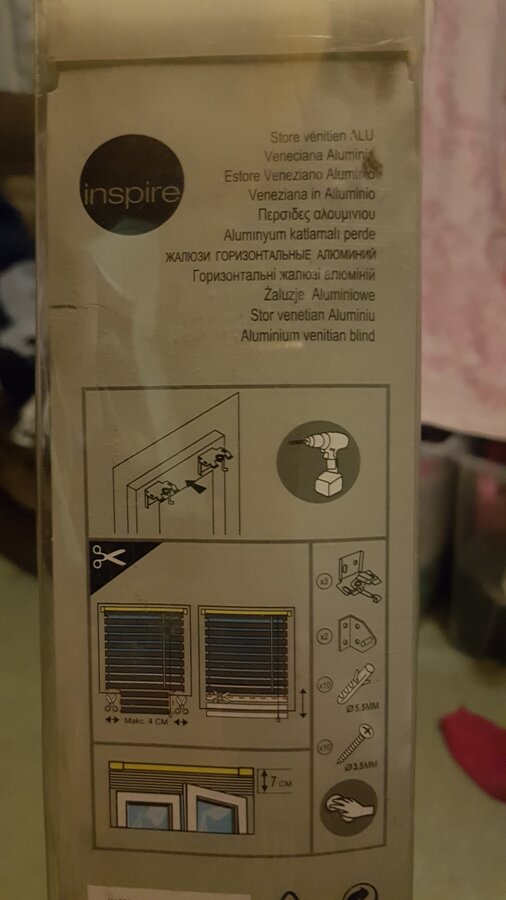 inspire
Store vénitien ALU
Veneciana Aluminio
Estore Veneziano Aluminio
Veneziana in Alluminio
Περσίδες αλουμινιου
Aluminyum katlamalı perde
ЖАЛЮЗИ ГОРИЗОНТАЛЬНЫЕ АЛЮМИНИЙ
Горизонтальні жалюзі алюміній
Żaluzje Aluminiowe
Stor venetian Aluminiu
Aluminium venitian blind
x3
x2
x10
Ø5.5MM
Макс. 4 СМ
x10
Ø3.5MM
7 СМ